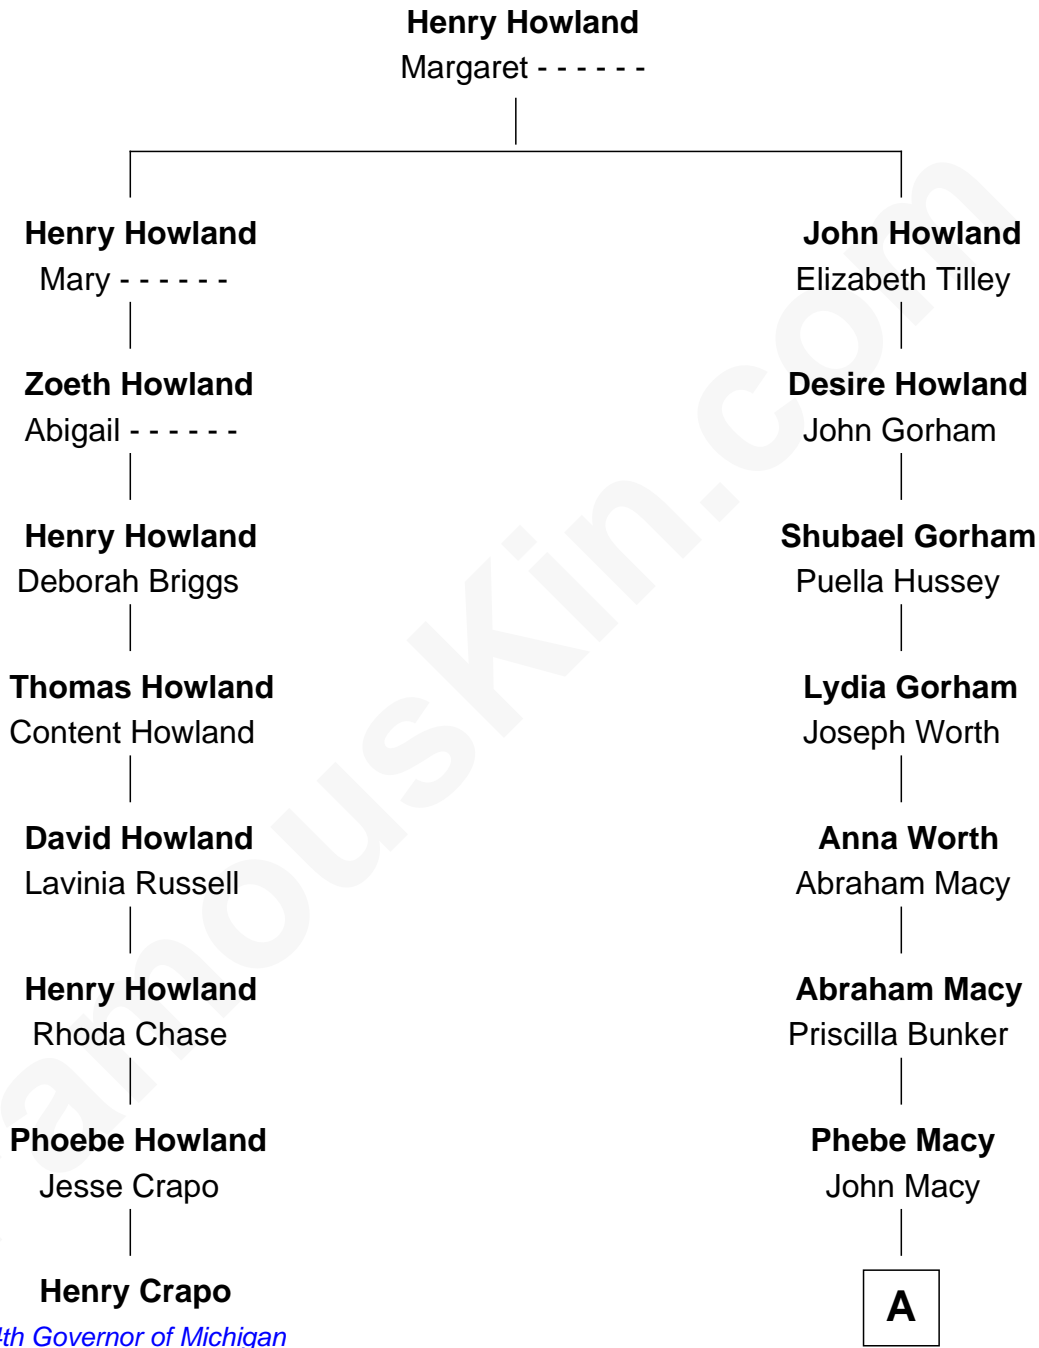 Henry Howland
Margaret - - - - - -
Henry Howland
Mary - - - - - -
John Howland
Elizabeth Tilley
Zoeth Howland
Abigail - - - - - -
Desire Howland
John Gorham
Henry Howland
Deborah Briggs
Shubael Gorham
Puella Hussey
Thomas Howland
Content Howland
Lydia Gorham
Joseph Worth
David Howland
Lavinia Russell
Anna Worth
Abraham Macy
Henry Howland
Rhoda Chase
Abraham Macy
Priscilla Bunker
Phoebe Howland
Jesse Crapo
Phebe Macy
John Macy
Henry Crapo
4th Governor of Michigan
A
amouskin.com